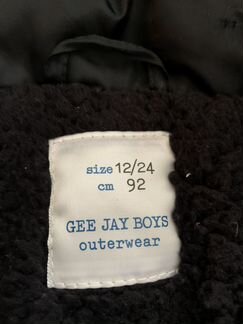 size 12/24
cm 92
GEE JAY BOYS
outerwear